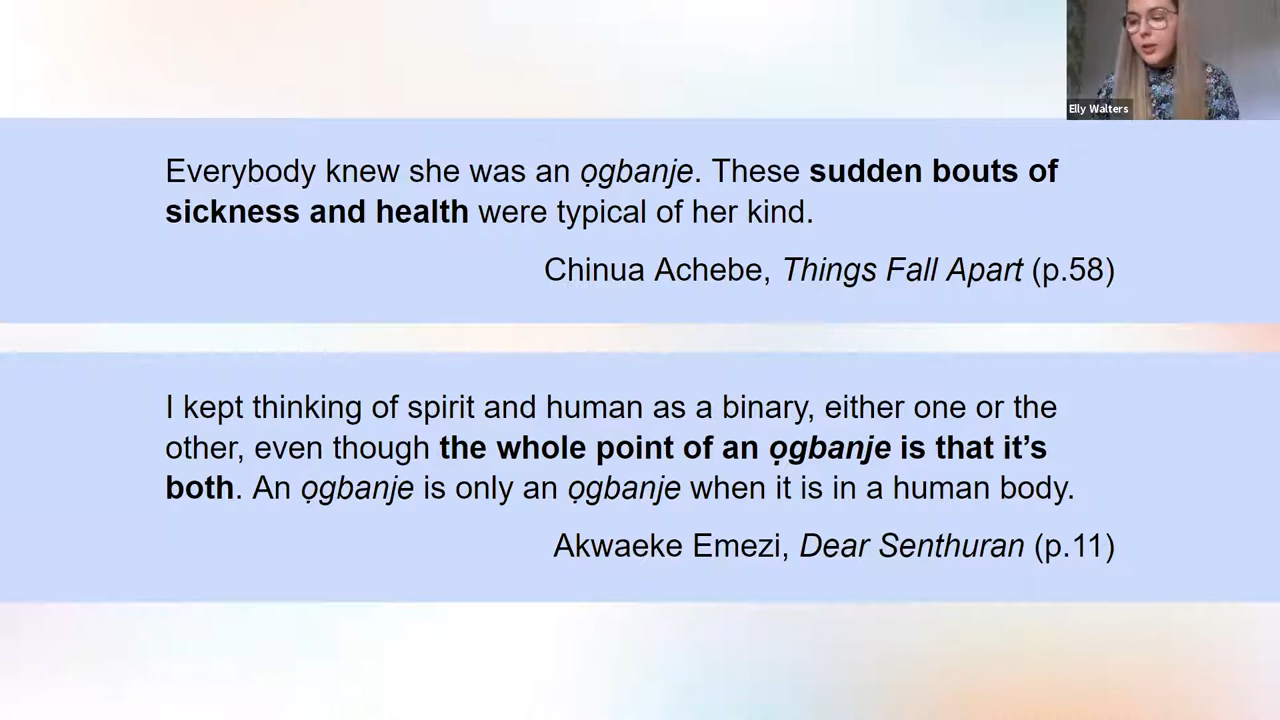 Elly Walters
Everybody knew she was an ọgbanje. These sudden bouts of
sickness and health were typical of her kind.
Chinua Achebe, Things Fall Apart (p.58)
I kept thinking of spirit and human as a binary, either one or the
other, even though the whole point of an ọgbanje is that it’s
both. An ọgbanje is only an ọgbanje when it is in a human body.
Akwaeke Emezi, Dear Senthuran (p.11)